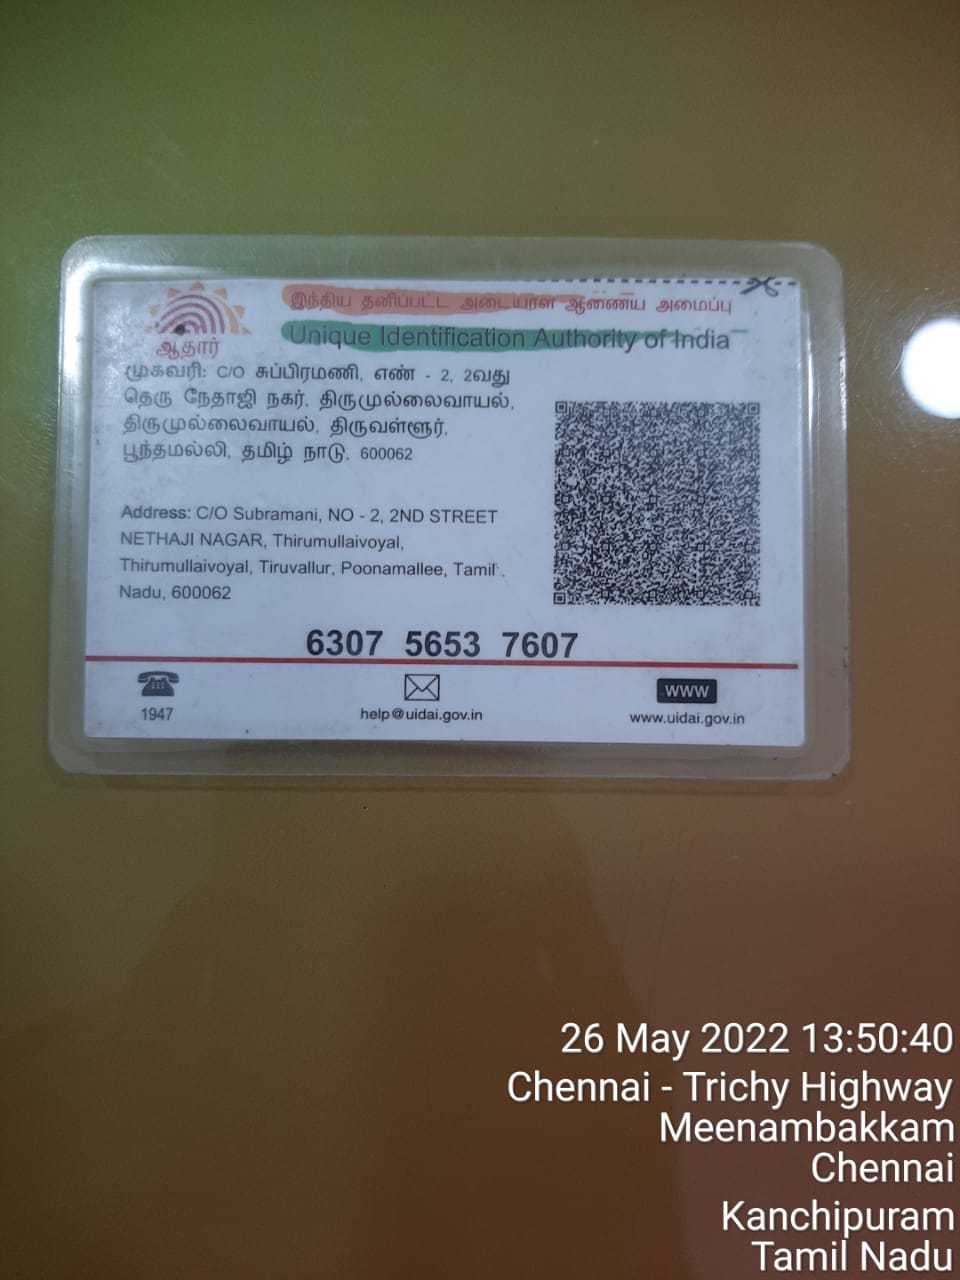 இந்திய தனிப்பட்ட அடையாள ஆணைய அமைப்பு
Unique Identification Authority of India
ஆதார்
முகவரி: C/O சுப்பிரமணி, எண் - 2, 2வது
தெரு நேதாஜி நகர், திருமுல்லைவாயல்,
திருமுல்லைவாயல், திருவள்ளூர்,
பூந்தமல்லி, தமிழ் நாடு, 600062
Address: C/O Subramani, NO - 2, 2ND STREET
NETHAJI NAGAR, Thirumullaivoyal,
Thirumullaivoyal, Tiruvallur, Poonamallee, Tamil
Nadu, 600062
6307 5653 7607
1947
help@uidai.gov.in
WWW
www.uidai.gov.in
26 May 2022 13:50:40
Chennai - Trichy Highway
Meenambakkam
Chennai
Kanchipuram
Tamil Nadu